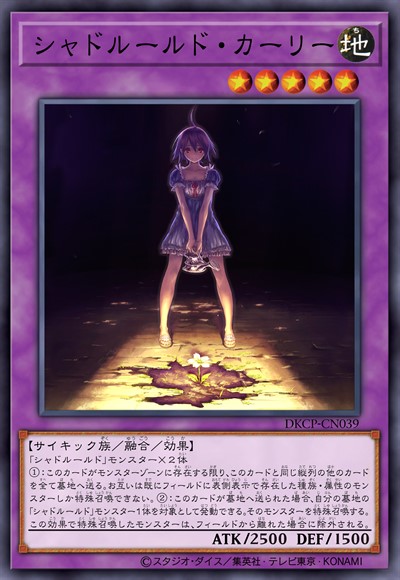 シャドルールド・カーリー 地
DKCP-CN039
【サイキック族／融合／効果】
「シャドルールド」モンスター×２体
①：このカードがモンスターゾーンに存在する限り、このカードと同じ縦列の他のカード
を全て墓地へ送る。お互いは既にフィールドに表側表示で存在した種族・属性のモン
スターしか特殊召喚できない。②：このカードが墓地へ送られた場合、自分の墓地の
「シャドルールド」モンスター1体を対象として発動できる。そのモンスターを特殊召喚する。
この効果で特殊召喚したモンスターは、フィールドから離れた場合に除外される。
ATK/2500 DEF/1500
©スタジオ・ダイス／集英社・テレビ東京・KONAMI